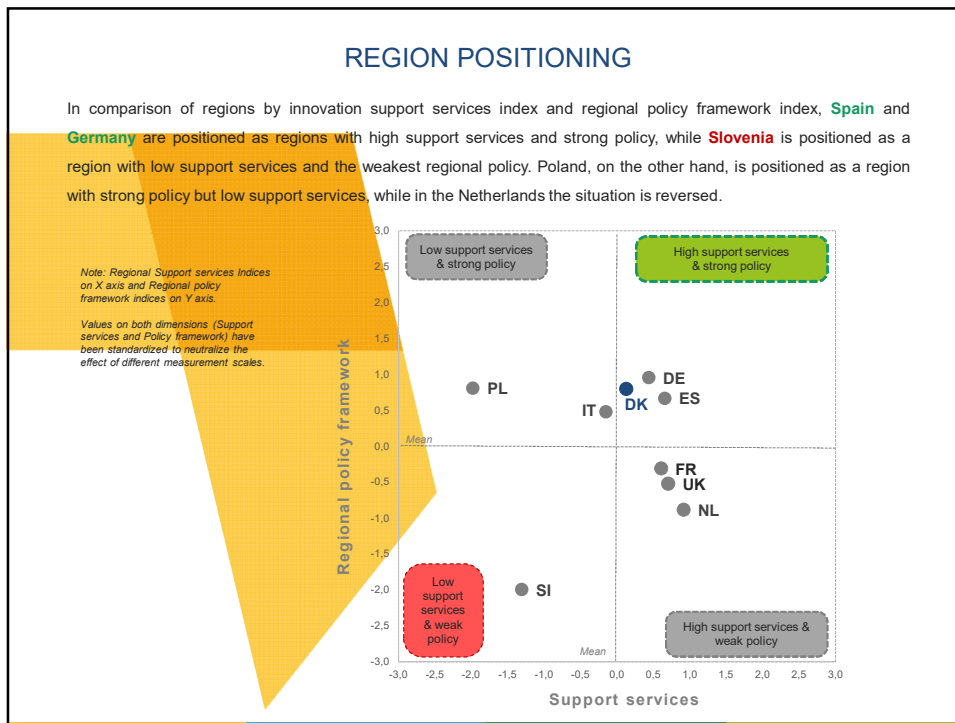 REGION POSITIONING
In comparison of regions by innovation support services index and regional policy framework index, Spain and
Germany are positioned as regions with high support services and strong policy, while Slovenia is positioned as a
region with low support services and the weakest regional policy. Poland, on the other hand, is positioned as a region
with strong policy but low support services, while in the Netherlands the situation is reversed.
Note: Regional Support services Indices
on X axis and Regional policy
framework indices on Y axis.
Values on both dimensions (Support
services and Policy framework) have
been standardized to neutralize the
effect of different measurement scales.
Regional policy framework
3,0
2,5
2,0
1,5
1,0
0,5
0,0
-0,5
-1,0
-1,5
-2,0
-2,5
-3,0
Low support services
& strong policy
High support services
& strong policy
PL
IT
DK
DE
ES
Mean
FR
UK
NL
SI
Low
support
services
& weak
policy
High support services &
weak policy
Mean
-3,0 -2,5 -2,0 -1,5 -1,0 -0,5 0,0 0,5 1,0 1,5 2,0 2,5 3,0
Support services